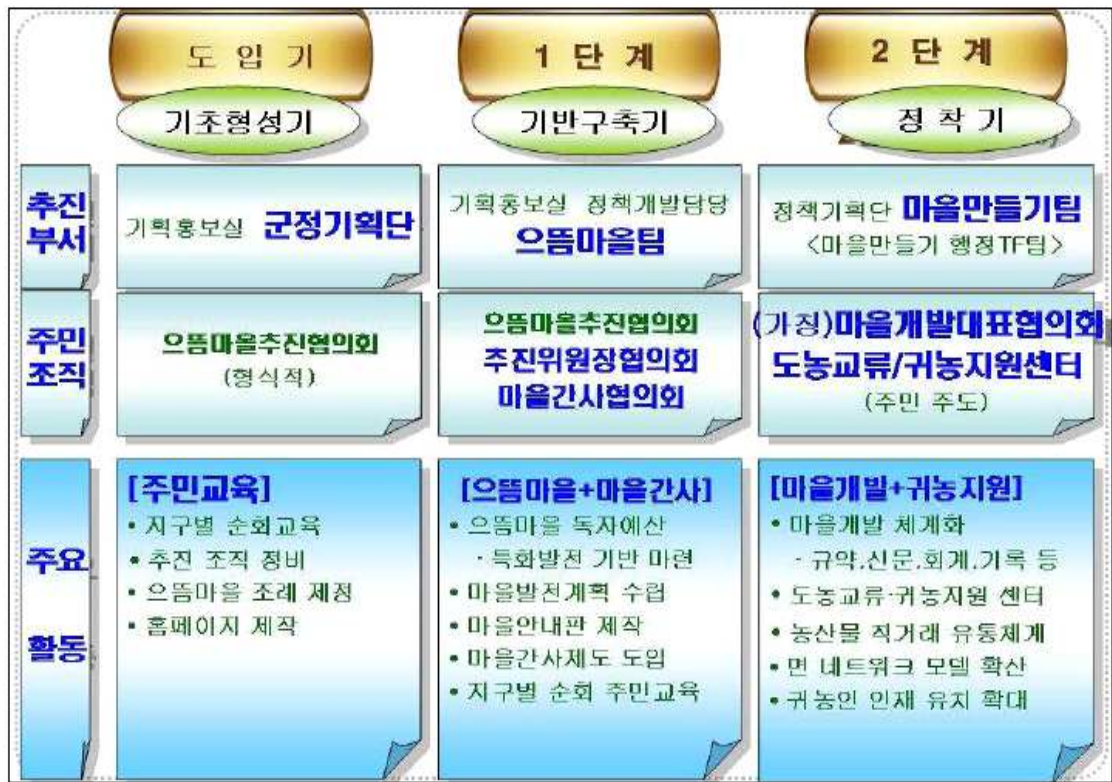 도 입 기
기초형성기
1 단 계
기반구축기
2 단 계
정 착 기
추진
부서
기획홍보실 군정기획단
기획홍보실 정책개발담당
으뜸마을팀
정책기획단 마을만들기팀
<마을만들기 행정TF팀>
주민
조직
으뜸마을추진협의회
(형식적)
으뜸마을추진협의회
추진위원장협의회
마을간사협의회
(가칭)마을개발대표협의회
도농교류/귀농지원센터
(주민 주도)
주요
활동
[주민교육]
• 지구별 순회교육
• 추진 조직 정비
• 으뜸마을 조례 제정
• 홈페이지 제작
[으뜸마을+마을간사]
• 으뜸마을 독자예산
- 특화발전 기반 마련
• 마을발전계획 수립
• 마을안내판 제작
• 마을간사제도 도입
• 지구별 순회 주민교육
[마을개발+귀농지원]
• 마을개발 체계화
- 규약,신문,회계,기록 등
• 도농교류·귀농지원 센터
• 농산물 직거래 유통체계
• 면 네트워크 모델 확산
• 귀농인 인재 유치 확대